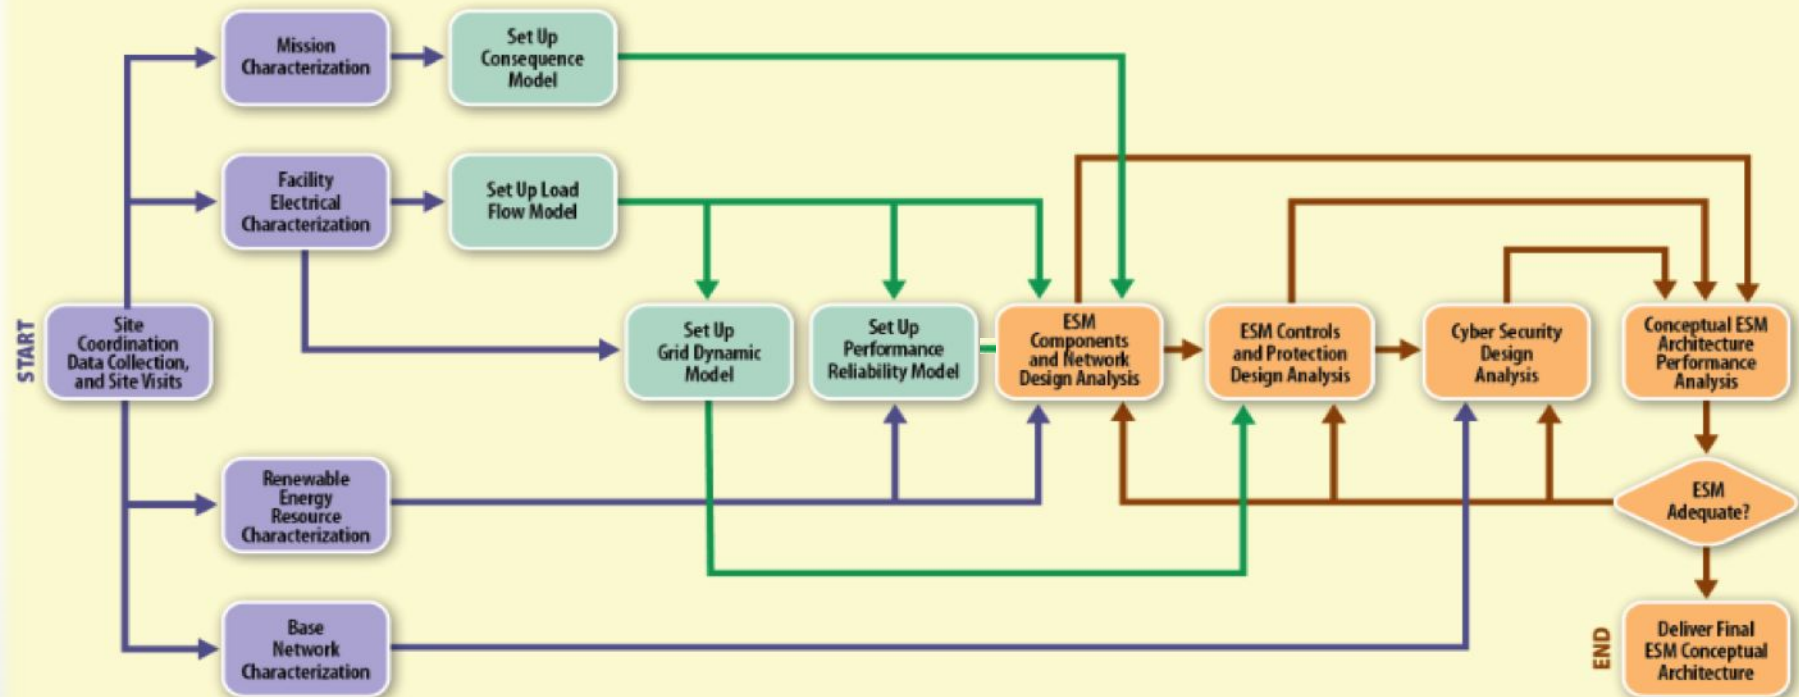 START
Site
Coordination
Data Collection,
and Site Visits
Mission
Characterization
Set Up
Consequence
Model
Facility
Electrical
Characterization
Set Up Load
Flow Model
Set Up
Grid Dynamic
Model
Set Up
Performance
Reliability Model
ESM
Components
and Network
Design Analysis
ESM Controls
and Protection
Design Analysis
Cyber Security
Design
Analysis
Conceptual ESM
Architecture
Performance
Analysis
Renewable
Energy
Resource
Characterization
ESM
Adequate?
Base
Network
Characterization
END
Deliver Final
ESM Conceptual
Architecture